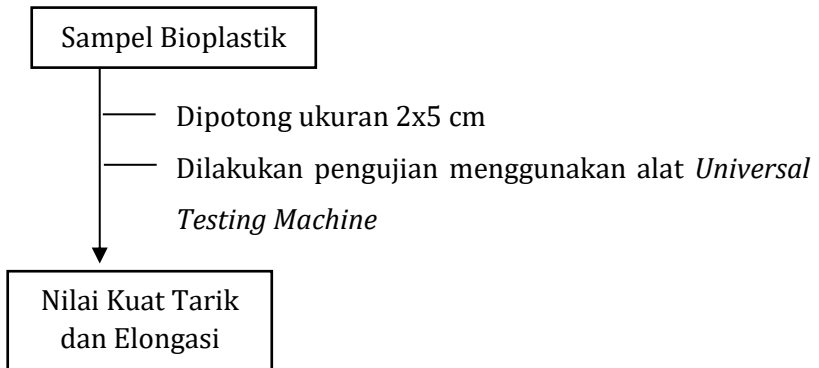 Sampel Bioplastik
Dipotong ukuran 2x5 cm
Dilakukan pengujian menggunakan alat Universal
Testing Machine
Nilai Kuat Tarik
dan Elongasi